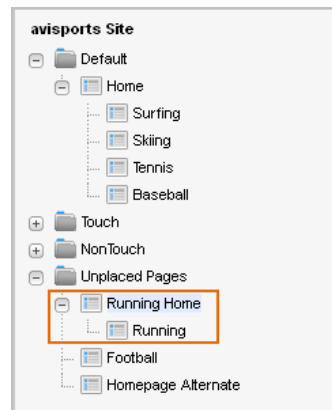 avisports Site
Default
Home
Surfing
Skiing
Tennis
Baseball
Touch
NonTouch
Unplaced Pages
Running Home
Running
Football
Homepage Alternate